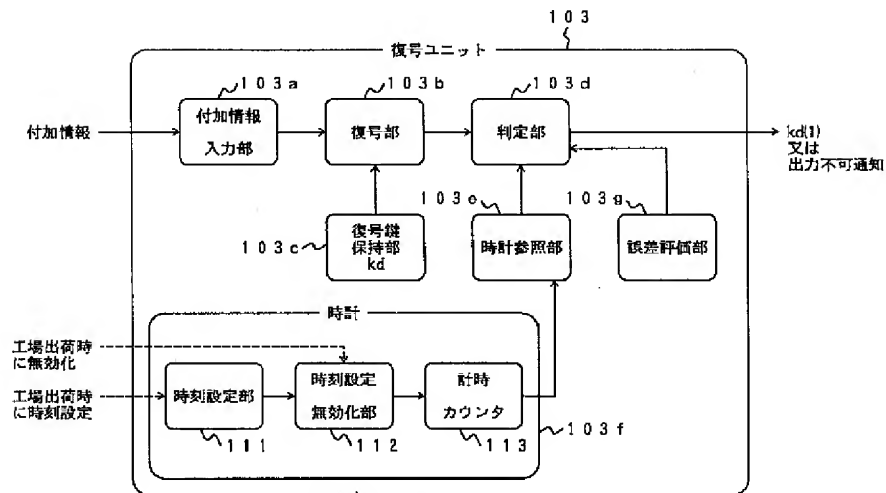 103
復号ユニット
103a
103b
103d
付加情報
付加情報
入力部
復号部
判定部
kd(1)
又は
出力不可通知
103c
復号鍵
保持部
kd
103e
時計参照部
103g
誤差評価部
時計
工場出荷時
に無効化
工場出荷時
に時刻設定
時刻設定部
時刻設定
無効化部
計時
カウンタ
111
112
113
103f